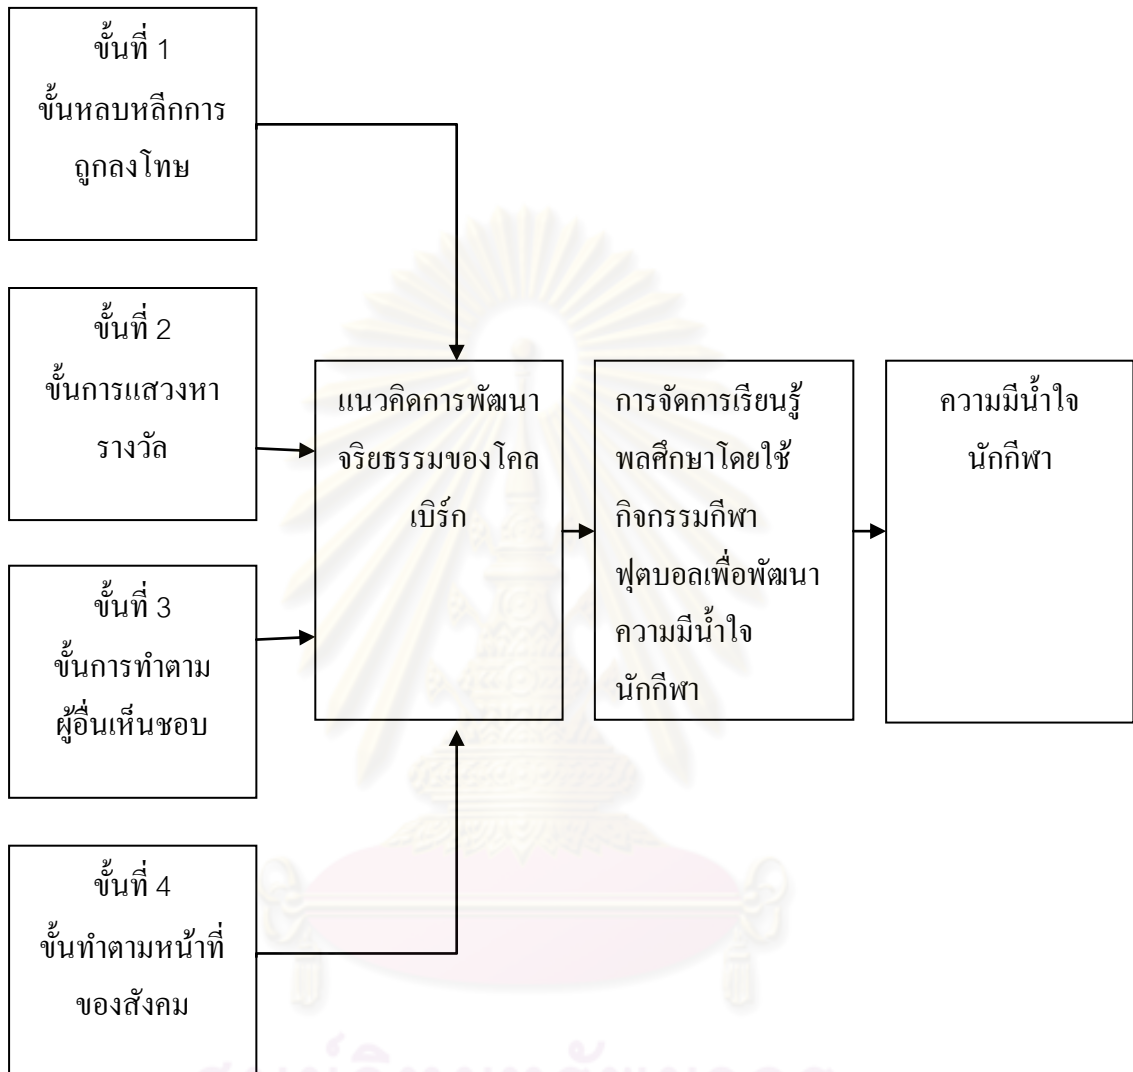 ขั้นที่ 1
ขั้นหลบหลีกการ
ถูกลงโทษ
ขั้นที่ 2
ขั้นการแสวงหา
รางวัล
ขั้นที่ 3
ขั้นการทำตาม
ผู้อื่นเห็นชอบ
ขั้นที่ 4
ขั้นทำตามหน้าที่
ของสังคม
แนวคิดการพัฒนา
จริยธรรมของโคล
เบิร์ก
การจัดการเรียนรู้
พลศึกษาโดยใช้
กิจกรรมกีฬา
ฟุตบอลเพื่อพัฒนา
ความมีน้ำใจ
นักกีฬา
ความมีน้ำใจ
นักกีฬา